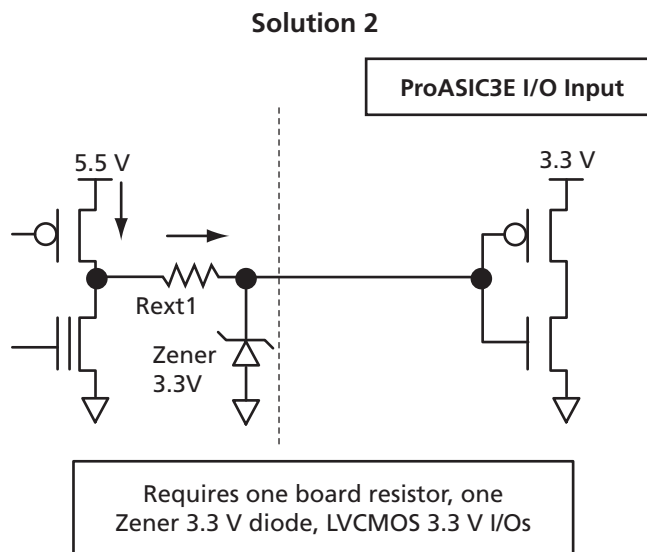 Solution 2
ProASIC3E I/O Input
5.5 V
3.3 V
Rext1
Zener
3.3V
Requires one board resistor, one
Zener 3.3 V diode, LVCMOS 3.3 V I/Os